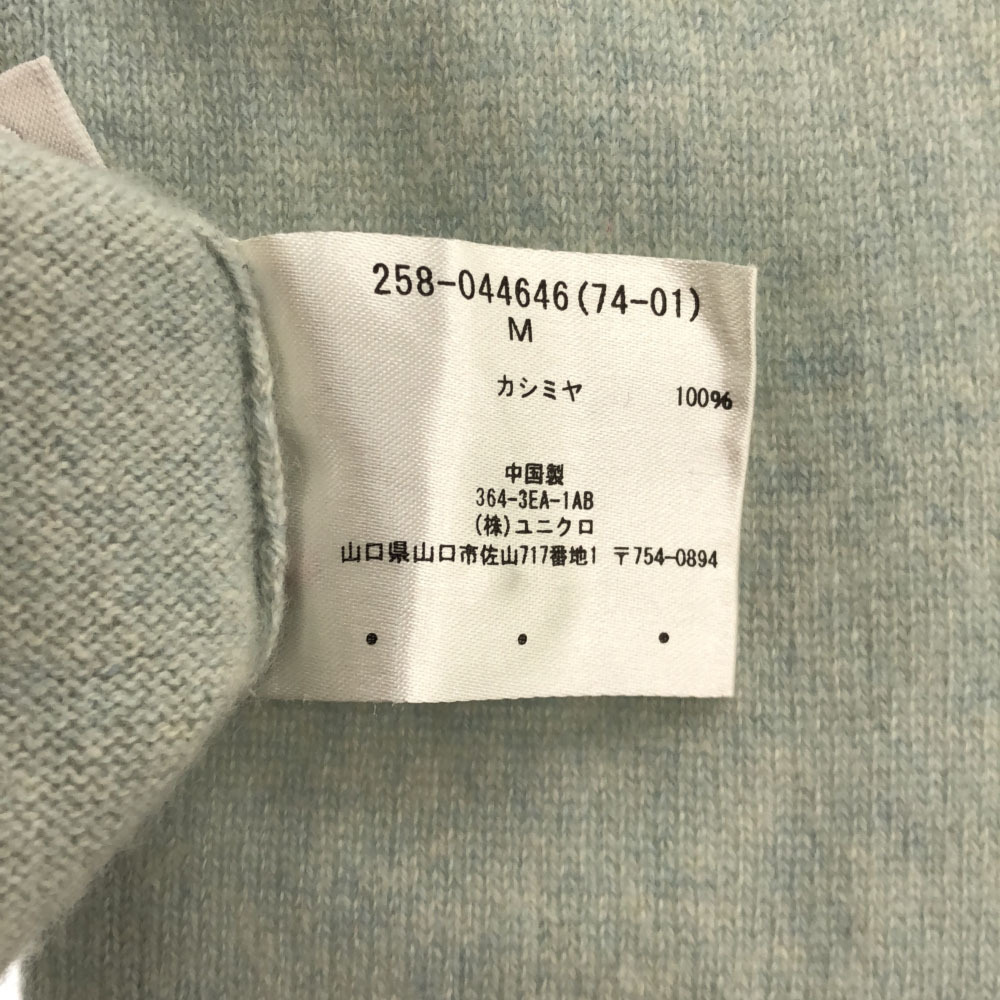 258-044646(74-01)
M
カシミヤ 100%
中国製
364-3EA-1AB
(株)ユニクロ
山口県山口市佐山717番地1 〒754-0894